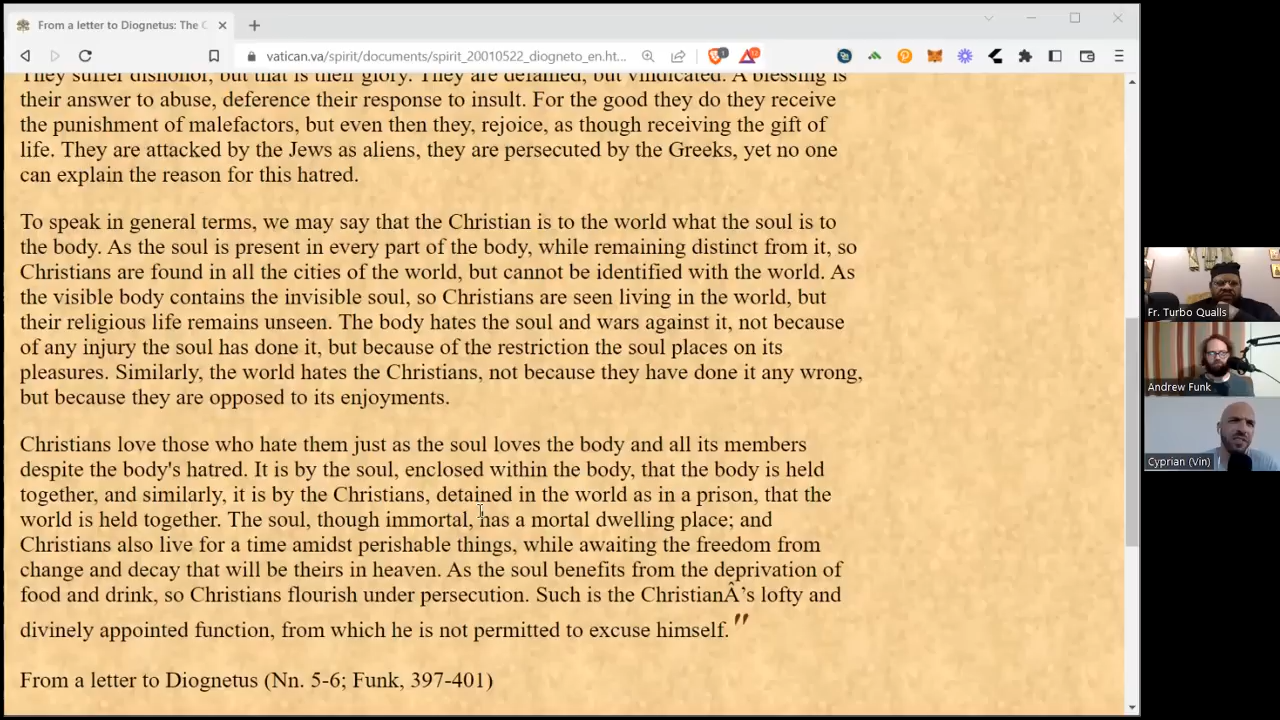 From a letter to Diognetus: The C
vatican.va/spirit/documents/spirit_20010522_diogneto_en.ht...
1
12
They suffer dishonor, but that is their glory. They are defamed, but vindicated. A blessing is
their answer to abuse, deference their response to insult. For the good they do they receive
the punishment of malefactors, but even then they, rejoice, as though receiving the gift of
life. They are attacked by the Jews as aliens, they are persecuted by the Greeks, yet no one
can explain the reason for this hatred.
To speak in general terms, we may say that the Christian is to the world what the soul is to
the body. As the soul is present in every part of the body, while remaining distinct from it, so
Christians are found in all the cities of the world, but cannot be identified with the world. As
the visible body contains the invisible soul, so Christians are seen living in the world, but
their religious life remains unseen. The body hates the soul and wars against it, not because
of any injury the soul has done it, but because of the restriction the soul places on its
pleasures. Similarly, the world hates the Christians, not because they have done it any wrong,
but because they are opposed to its enjoyments.
Christians love those who hate them just as the soul loves the body and all its members
despite the body's hatred. It is by the soul, enclosed within the body, that the body is held
together, and similarly, it is by the Christians, detained in the world as in a prison, that the
world is held together. The soul, though immortal, has a mortal dwelling place; and
Christians also live for a time amidst perishable things, while awaiting the freedom from
change and decay that will be theirs in heaven. As the soul benefits from the deprivation of
food and drink, so Christians flourish under persecution. Such is the ChristianÂ’s lofty and
divinely appointed function, from which he is not permitted to excuse himself.”
From a letter to Diognetus (Nn. 5-6; Funk, 397-401)
Fr. Turbo Qualls
Andrew Funk
Cyprian (Vin)